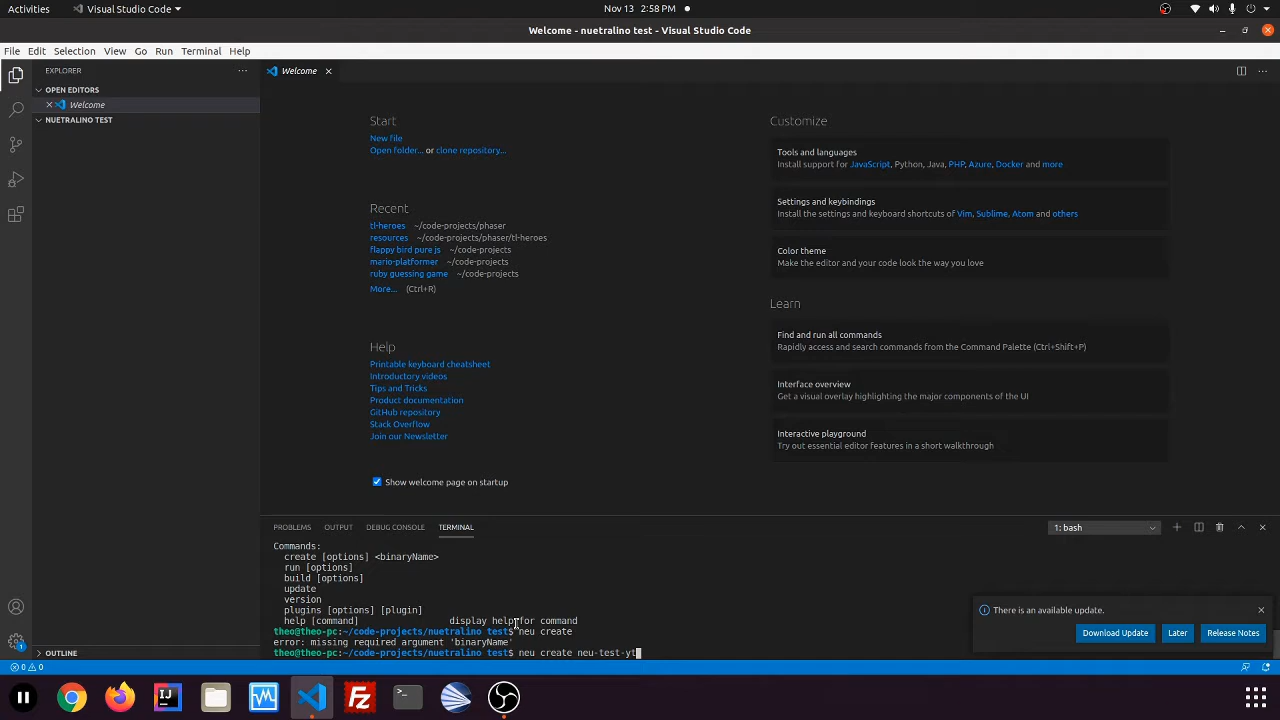 Activities
Visual Studio Code
Nov 13 2:58 PM
Welcome - nuetralino test - Visual Studio Code
File Edit Selection View Go Run Terminal Help
EXPLORER
OPEN EDITORS
Welcome
NUETRALINO TEST
OUTLINE
Welcome
Start
New file
Open folder... or clone repository...
Recent
tl-heroes ~/code-projects/phaser
resources ~/code-projects/phaser/tl-heroes
flappy bird pure js ~/code-projects
mario-platformer ~/code-projects
ruby guessing game ~/code-projects
More... (Ctrl+R)
Help
Printable keyboard cheatsheet
Introductory videos
Tips and Tricks
Product documentation
GitHub repository
Stack Overflow
Join our Newsletter
Show welcome page on startup
Customize
Tools and languages
Install support for JavaScript, Python, Java, PHP, Azure, Docker and more
Settings and keybindings
Install the settings and keyboard shortcuts of Vim, Sublime, Atom and others
Color theme
Make the editor and your code look the way you love
Learn
Find and run all commands
Rapidly access and search commands from the Command Palette (Ctrl+Shift+P)
Interface overview
Get a visual overlay highlighting the major components of the UI
Interactive playground
Try out essential editor features in a short walkthrough
PROBLEMS OUTPUT DEBUG CONSOLE TERMINAL
1: bash
Commands:
create [options] <binaryName>
run [options]
build [options]
update
version
plugins [options] [plugin]
help [command] display help for command
theo@theo-pc:~/code-projects/nuetralino test$ neu create
error: missing required argument 'binaryName'
theo@theo-pc:~/code-projects/nuetralino test$ neu create neu-test-yt
There is an available update.
Download Update Later Release Notes
0 0
1